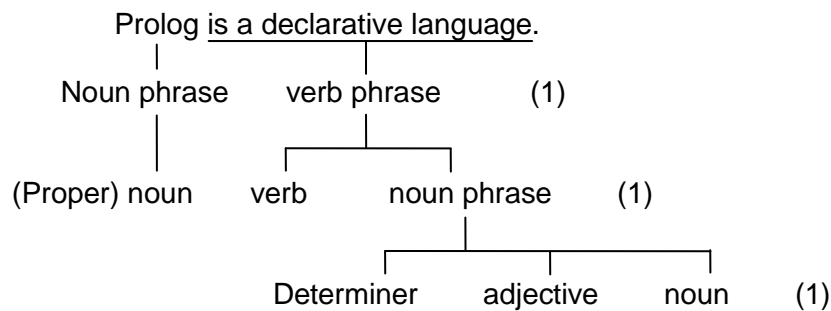 Prolog is a declarative language.
Noun phrase verb phrase (1)
(Proper) noun verb noun phrase (1)
Determiner adjective noun (1)